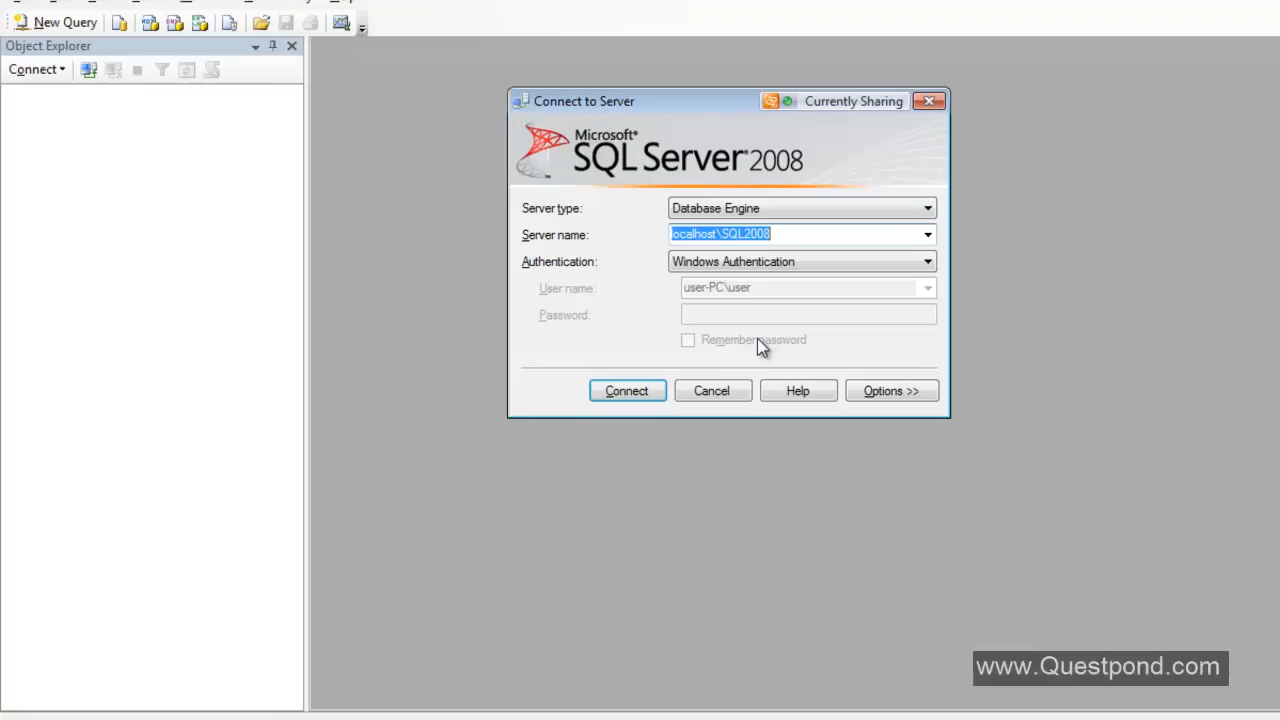 New Query
Object Explorer
Connect
Connect to Server
Currently Sharing
Microsoft®
SQL Server® 2008
Server type:
Database Engine
Server name:
localhost\SQL2008
Authentication:
Windows Authentication
User name:
user-PC\user
Password:
Remember password
Connect
Cancel
Help
Options >>
www.Questpond.com